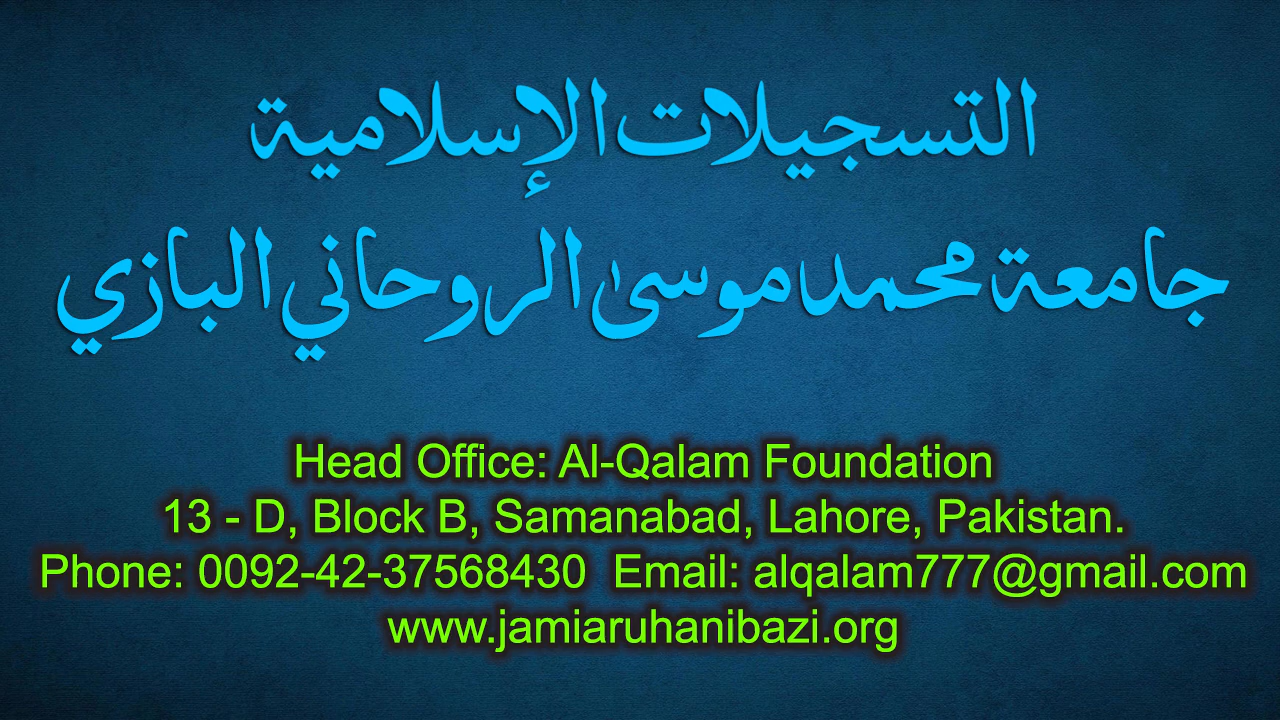 التسجيلات الإسلامية
جامعة محمد موسىٰ الروحاني البازي
Head Office: Al-Qalam Foundation
13 - D, Block B, Samanabad, Lahore, Pakistan.
Phone: 0092-42-37568430  Email: alqalam777@gmail.com
www.jamiaruhanibazi.org